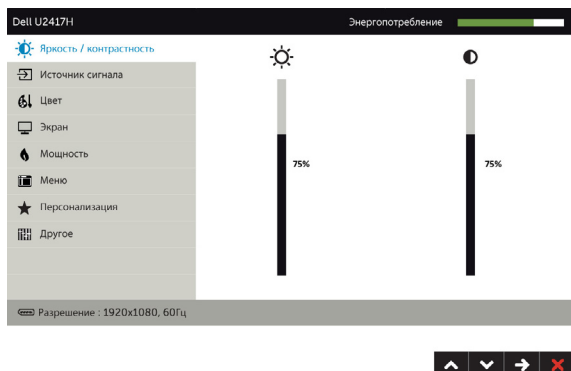 Dell U2417H
Энергопотребление
Яркость / контрастность
Источник сигнала
Цвет
Экран
Мощность
Меню
Персонализация
Другое
75%
75%
Разрешение : 1920x1080, 60Гц